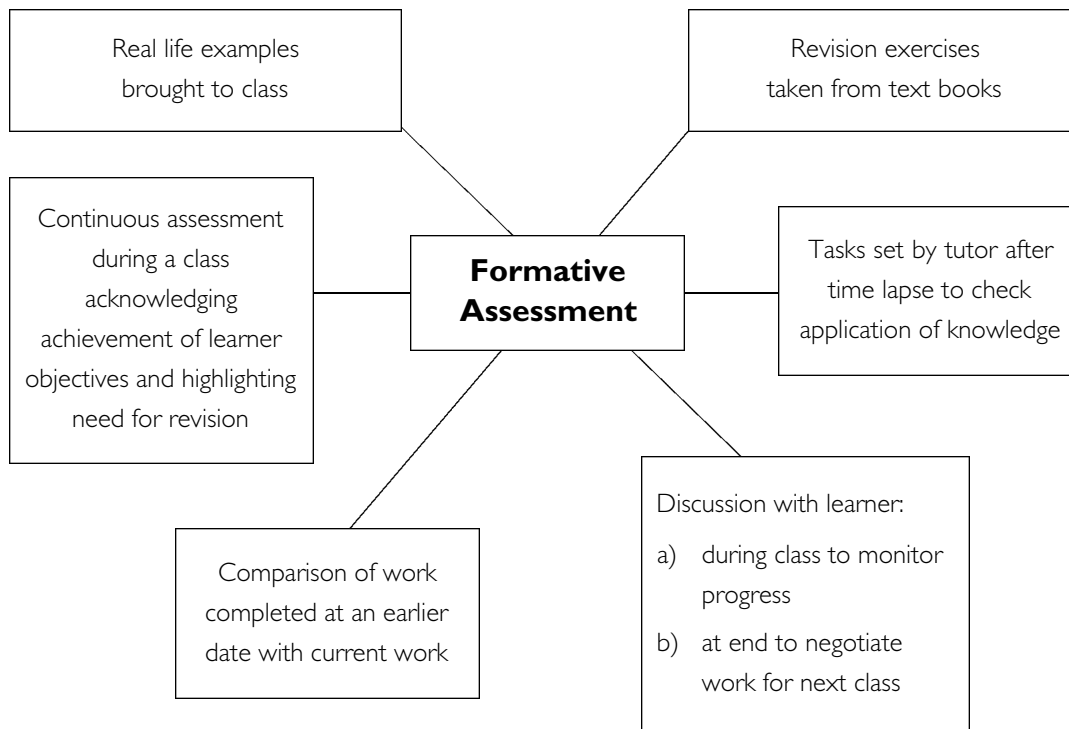 Real life examples
brought to class
Revision exercises
taken from text books
Continuous assessment
during a class
acknowledging
achievement of learner
objectives and highlighting
need for revision
Formative
Assessment
Tasks set by tutor after
time lapse to check
application of knowledge
Comparison of work
completed at an earlier
date with current work
Discussion with learner:
a) during class to monitor
progress
b) at end to negotiate
work for next class